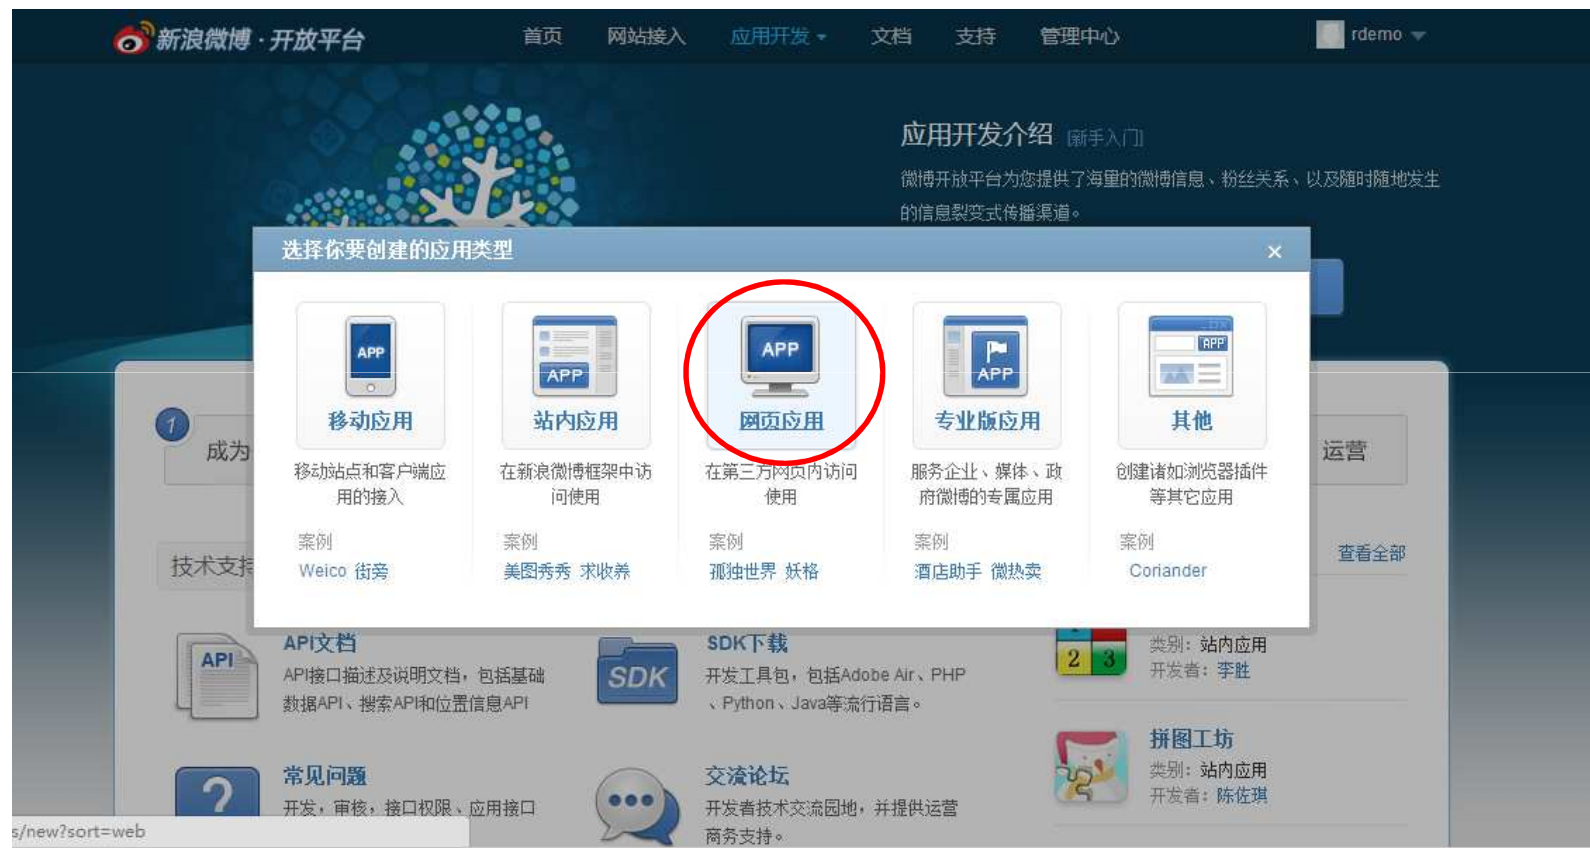 新浪微博·开放平台 首页 网站接入 应用开发 文档 支持 管理中心 rdemo
应用开发介绍 [新手入门]
微博开放平台为您提供了海量的微博信息、粉丝关系、以及随时随地发生
的信息裂变式传播渠道。
选择你要创建的应用类型 ×
APP APP APP APP APP
移动应用 站内应用 网页应用 专业版应用 其他
移动站点和客户端应 在新浪微博框架中访 在第三方网页内访问 服务企业、媒体、政 创建诸如浏览器插件
用的接入 问使用 使用 府微博的专属应用 等其它应用
案例 案例 案例 案例 案例
Weico 街旁 美图秀秀 求收养 孤独世界 妖格 酒店助手 微热卖 Coriander
1 成为 运营
技术支持 查看全部
API
API文档
API接口描述及说明文档，包括基础
数据API、搜索API和位置信息API
SDK
SDK下载
开发工具包，包括Adobe Air、PHP
、Python、Java等流行语言。
2 3
类别：站内应用
开发者：李胜
?
常见问题
开发，审核，接口权限、应用接口
交流论坛
开发者技术交流园地，并提供运营
商务支持。
拼图工坊
类别：站内应用
开发者：陈佐琪
s/new?sort=web